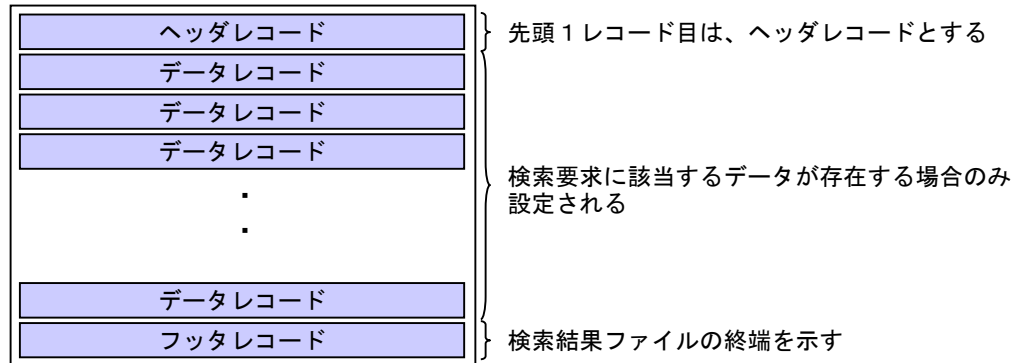 ヘッダレコード
先頭１レコード目は、ヘッダレコードとする
データレコード
データレコード
データレコード
検索要求に該当するデータが存在する場合のみ
設定される
・
・
データレコード
フッタレコード
検索結果ファイルの終端を示す